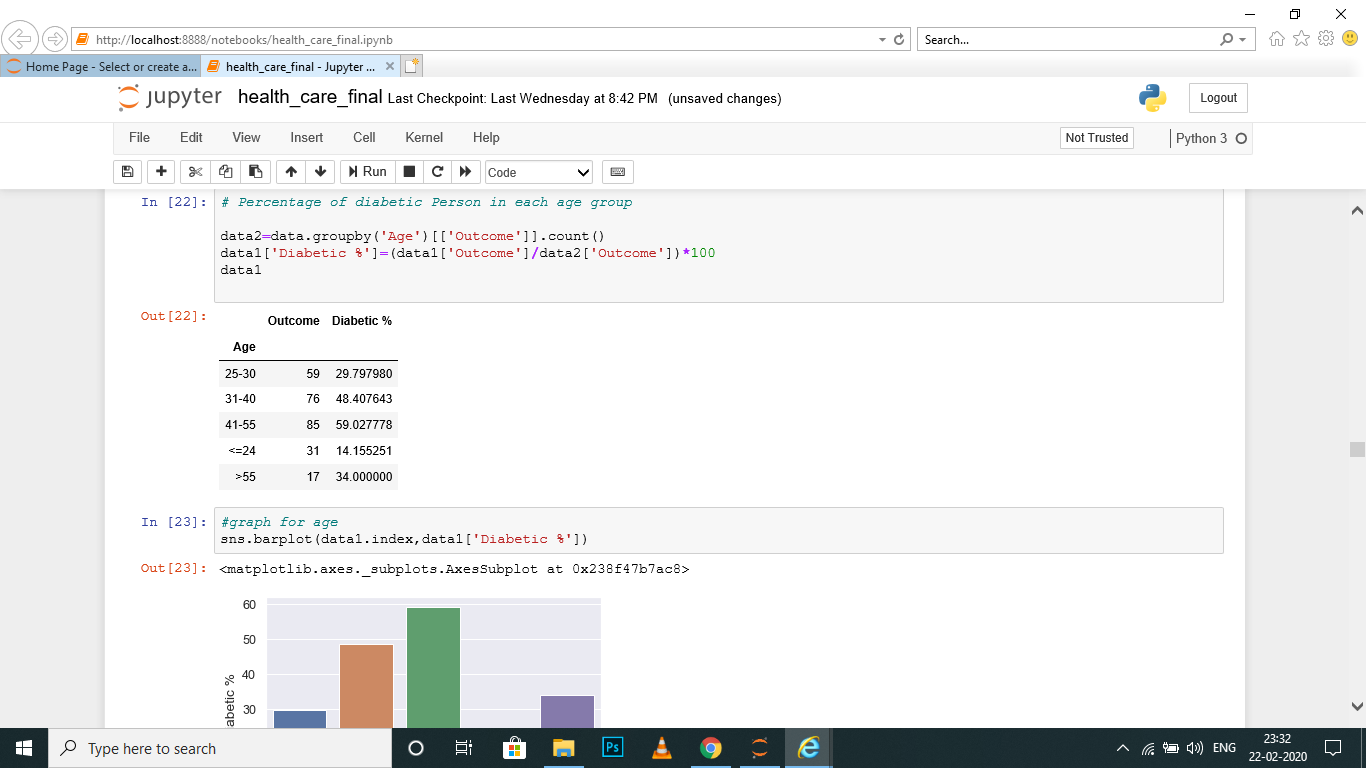 http://localhost:8888/notebooks/health_care_final.ipynb
Search...
Home Page - Select or create a...
health_care_final - Jupyter ...
jupyter health_care_final Last Checkpoint: Last Wednesday at 8:42 PM (unsaved changes)
Logout
File Edit View Insert Cell Kernel Help
Not Trusted
Python 3
Run
Code
In [22]: # Percentage of diabetic Person in each age group
data2=data.groupby('Age')[['Outcome']].count()
data1['Diabetic %']=(data1['Outcome']/data2['Outcome'])*100
data1
Out[22]:
Outcome Diabetic %
Age
25-30 59 29.797980
31-40 76 48.407643
41-55 85 59.027778
<=24 31 14.155251
>55 17 34.000000
In [23]: #graph for age
sns.barplot(data1.index,data1['Diabetic %'])
Out[23]: <matplotlib.axes._subplots.AxesSubplot at 0x238f47b7ac8>
60
50
40
30
abetic %
Type here to search
Ps
ENG
23:32
22-02-2020